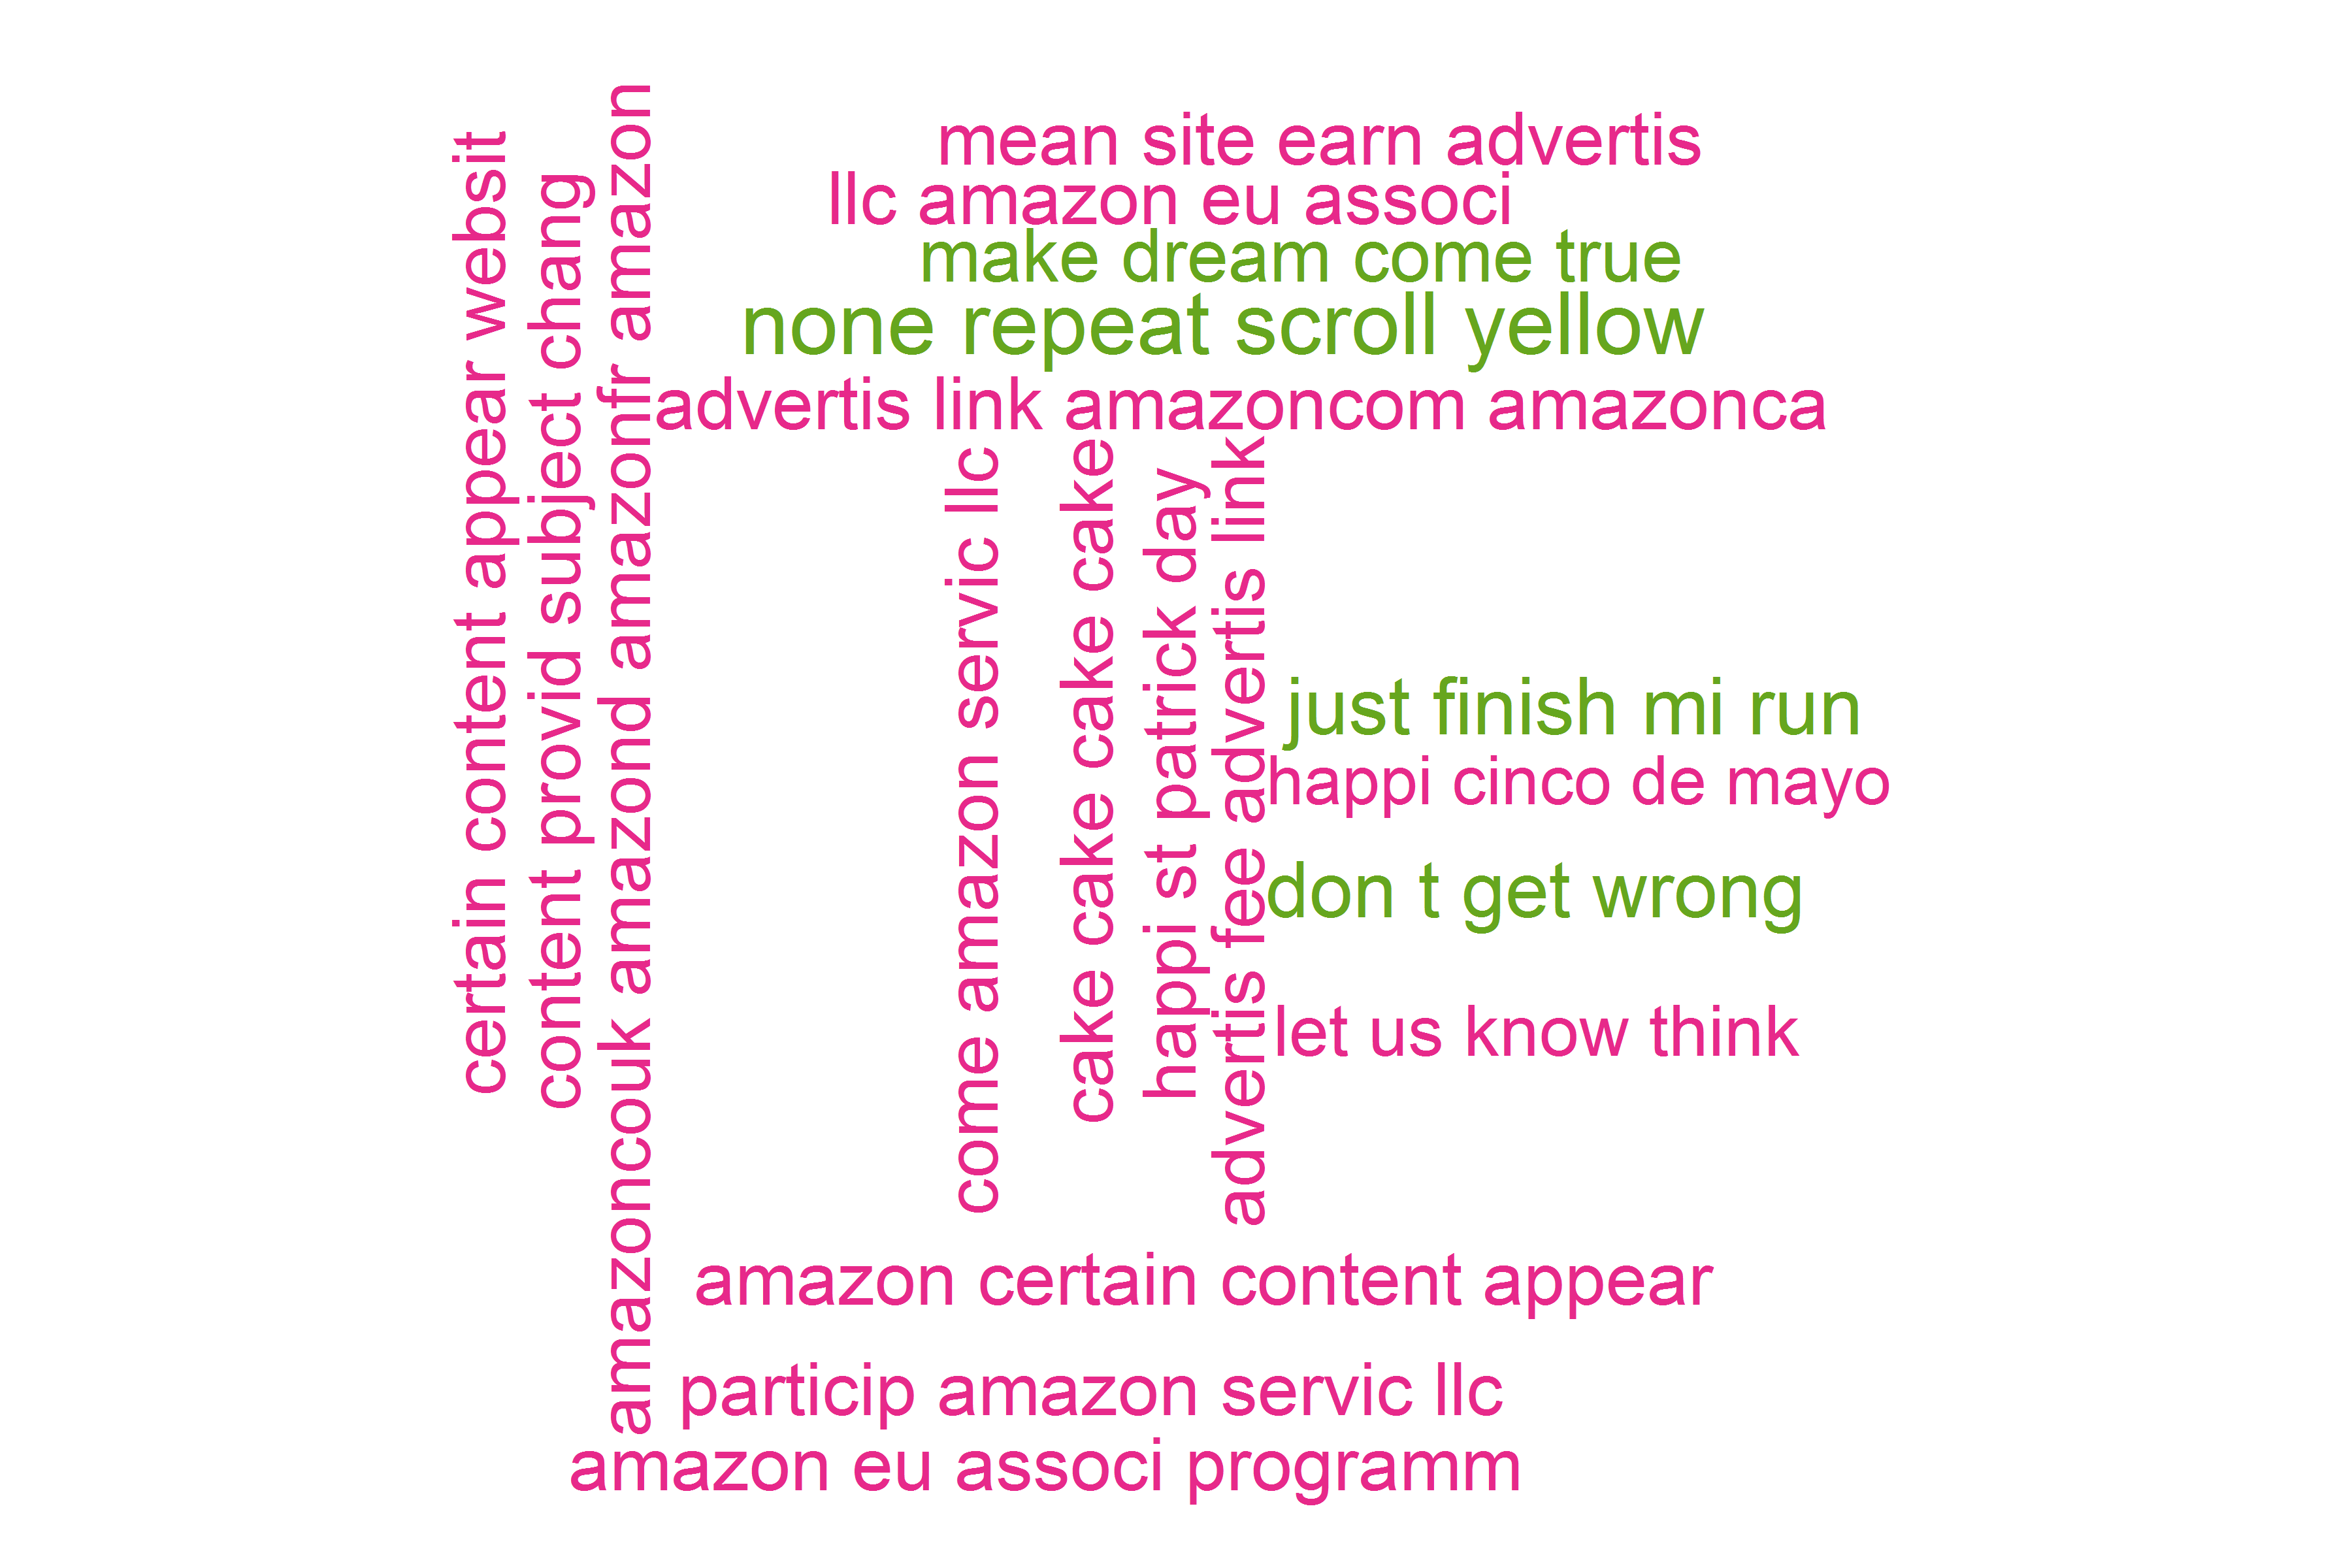 certain content appear websit
content provid subject chang
amazoncouk amazond amazonfr amazon
mean site earn advertis
llc amazon eu associ
make dream come true
none repeat scroll yellow
advertis link amazoncom amazonca
come amazon servic llc
cake cake cake cake cake
happi st patrick day
advertis fee advertis link
just finish mi run
happi cinco de mayo
don t get wrong
let us know think
amazon certain content appear
particip amazon servic llc
amazon eu associ programm